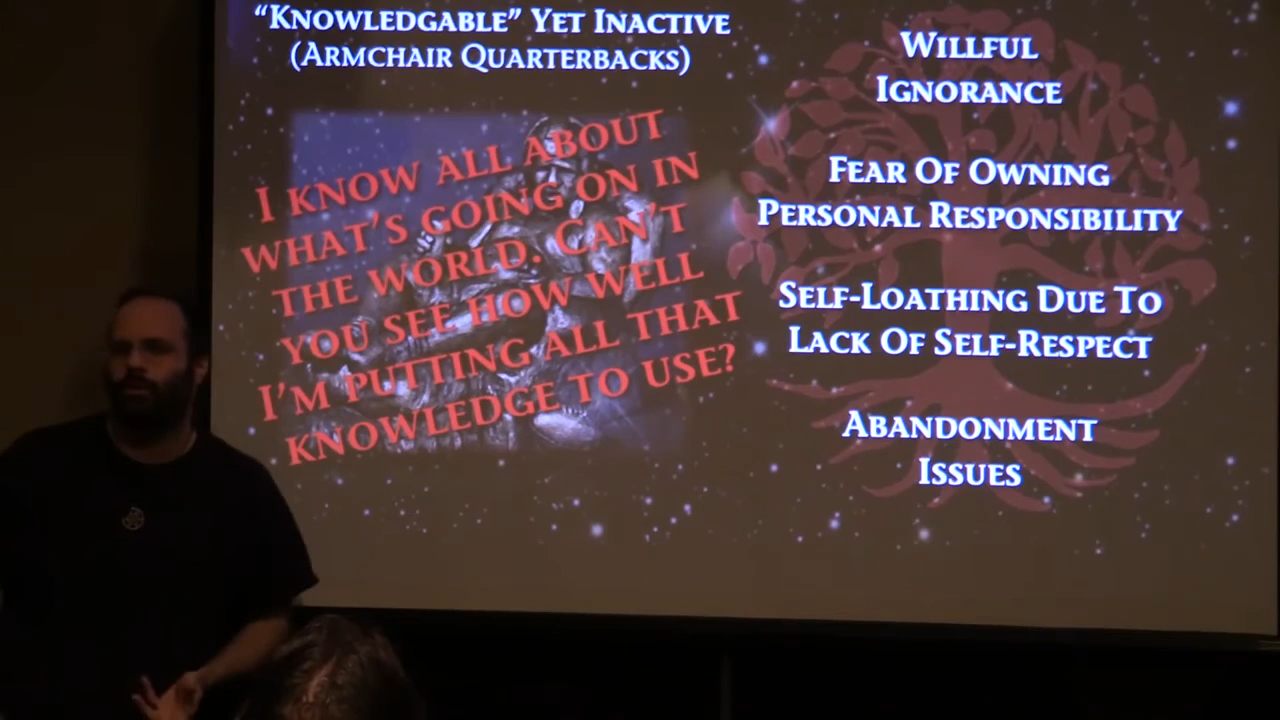 “Knowledgable” Yet Inactive
(Armchair Quarterbacks)
I know all about
what's going on in
the world. Can't
you see how well
I'm putting all that
knowledge to use?
Willful
Ignorance
Fear Of Owning
Personal Responsibility
Self-Loathing Due To
Lack Of Self-Respect
Abandonment
Issues